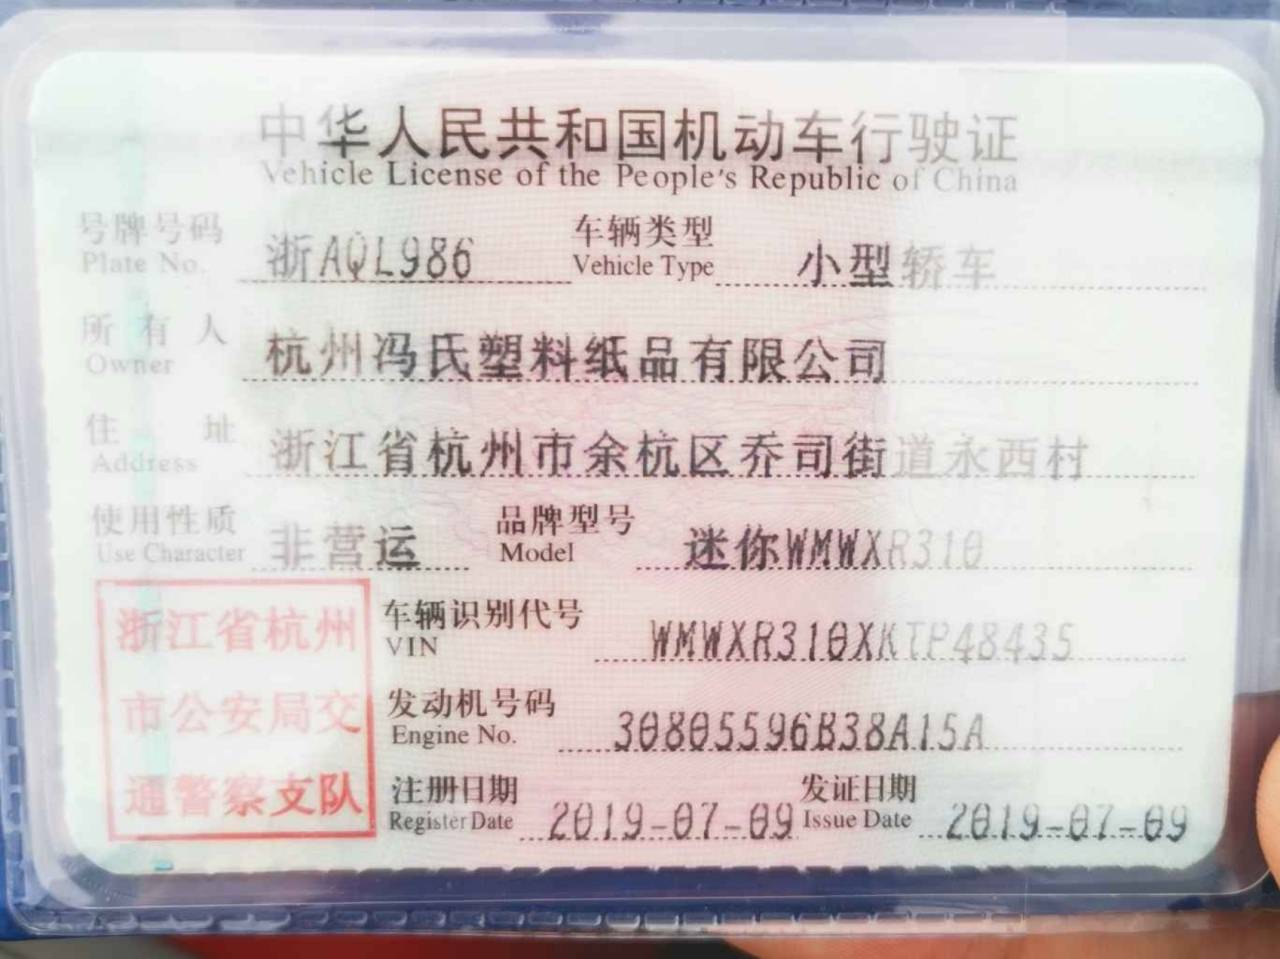 中华人民共和国机动车行驶证
Vehicle License of the People's Republic of China
号牌号码 浙AQL986 车辆类型 小型轿车
Plate No. Vehicle Type
所有人 杭州冯氏塑料纸品有限公司
Owner
住址 浙江省杭州市余杭区乔司街道永西村
Address
使用性质 非营运 品牌型号 迷你WMWXR310
Use Character Model
浙江省杭州
市公安局交
通警察支队
车辆识别代号 WMWXR310XKTP48435
VIN
发动机号码 30805596B38A15A
Engine No.
注册日期 2019-07-09 发证日期 2019-07-09
Register Date Issue Date